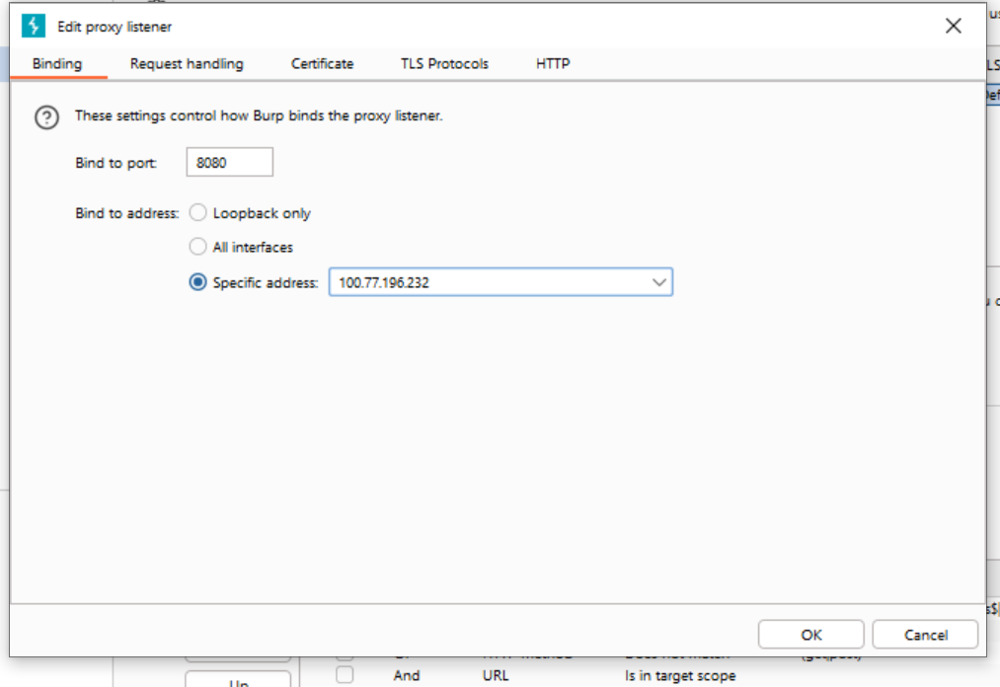 Edit proxy listener
Binding Request handling Certificate TLS Protocols HTTP
These settings control how Burp binds the proxy listener.
Bind to port: 8080
Bind to address: Loopback only
All interfaces
Specific address: 100.77.196.232
OK Cancel
Up
And URL Is in target scope